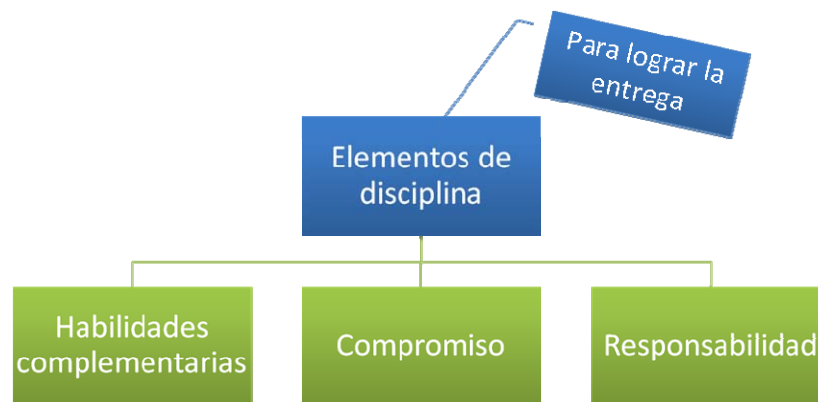 Para lograr la
entrega
Elementos de
disciplina
Habilidades
complementarias
Compromiso
Responsabilidad